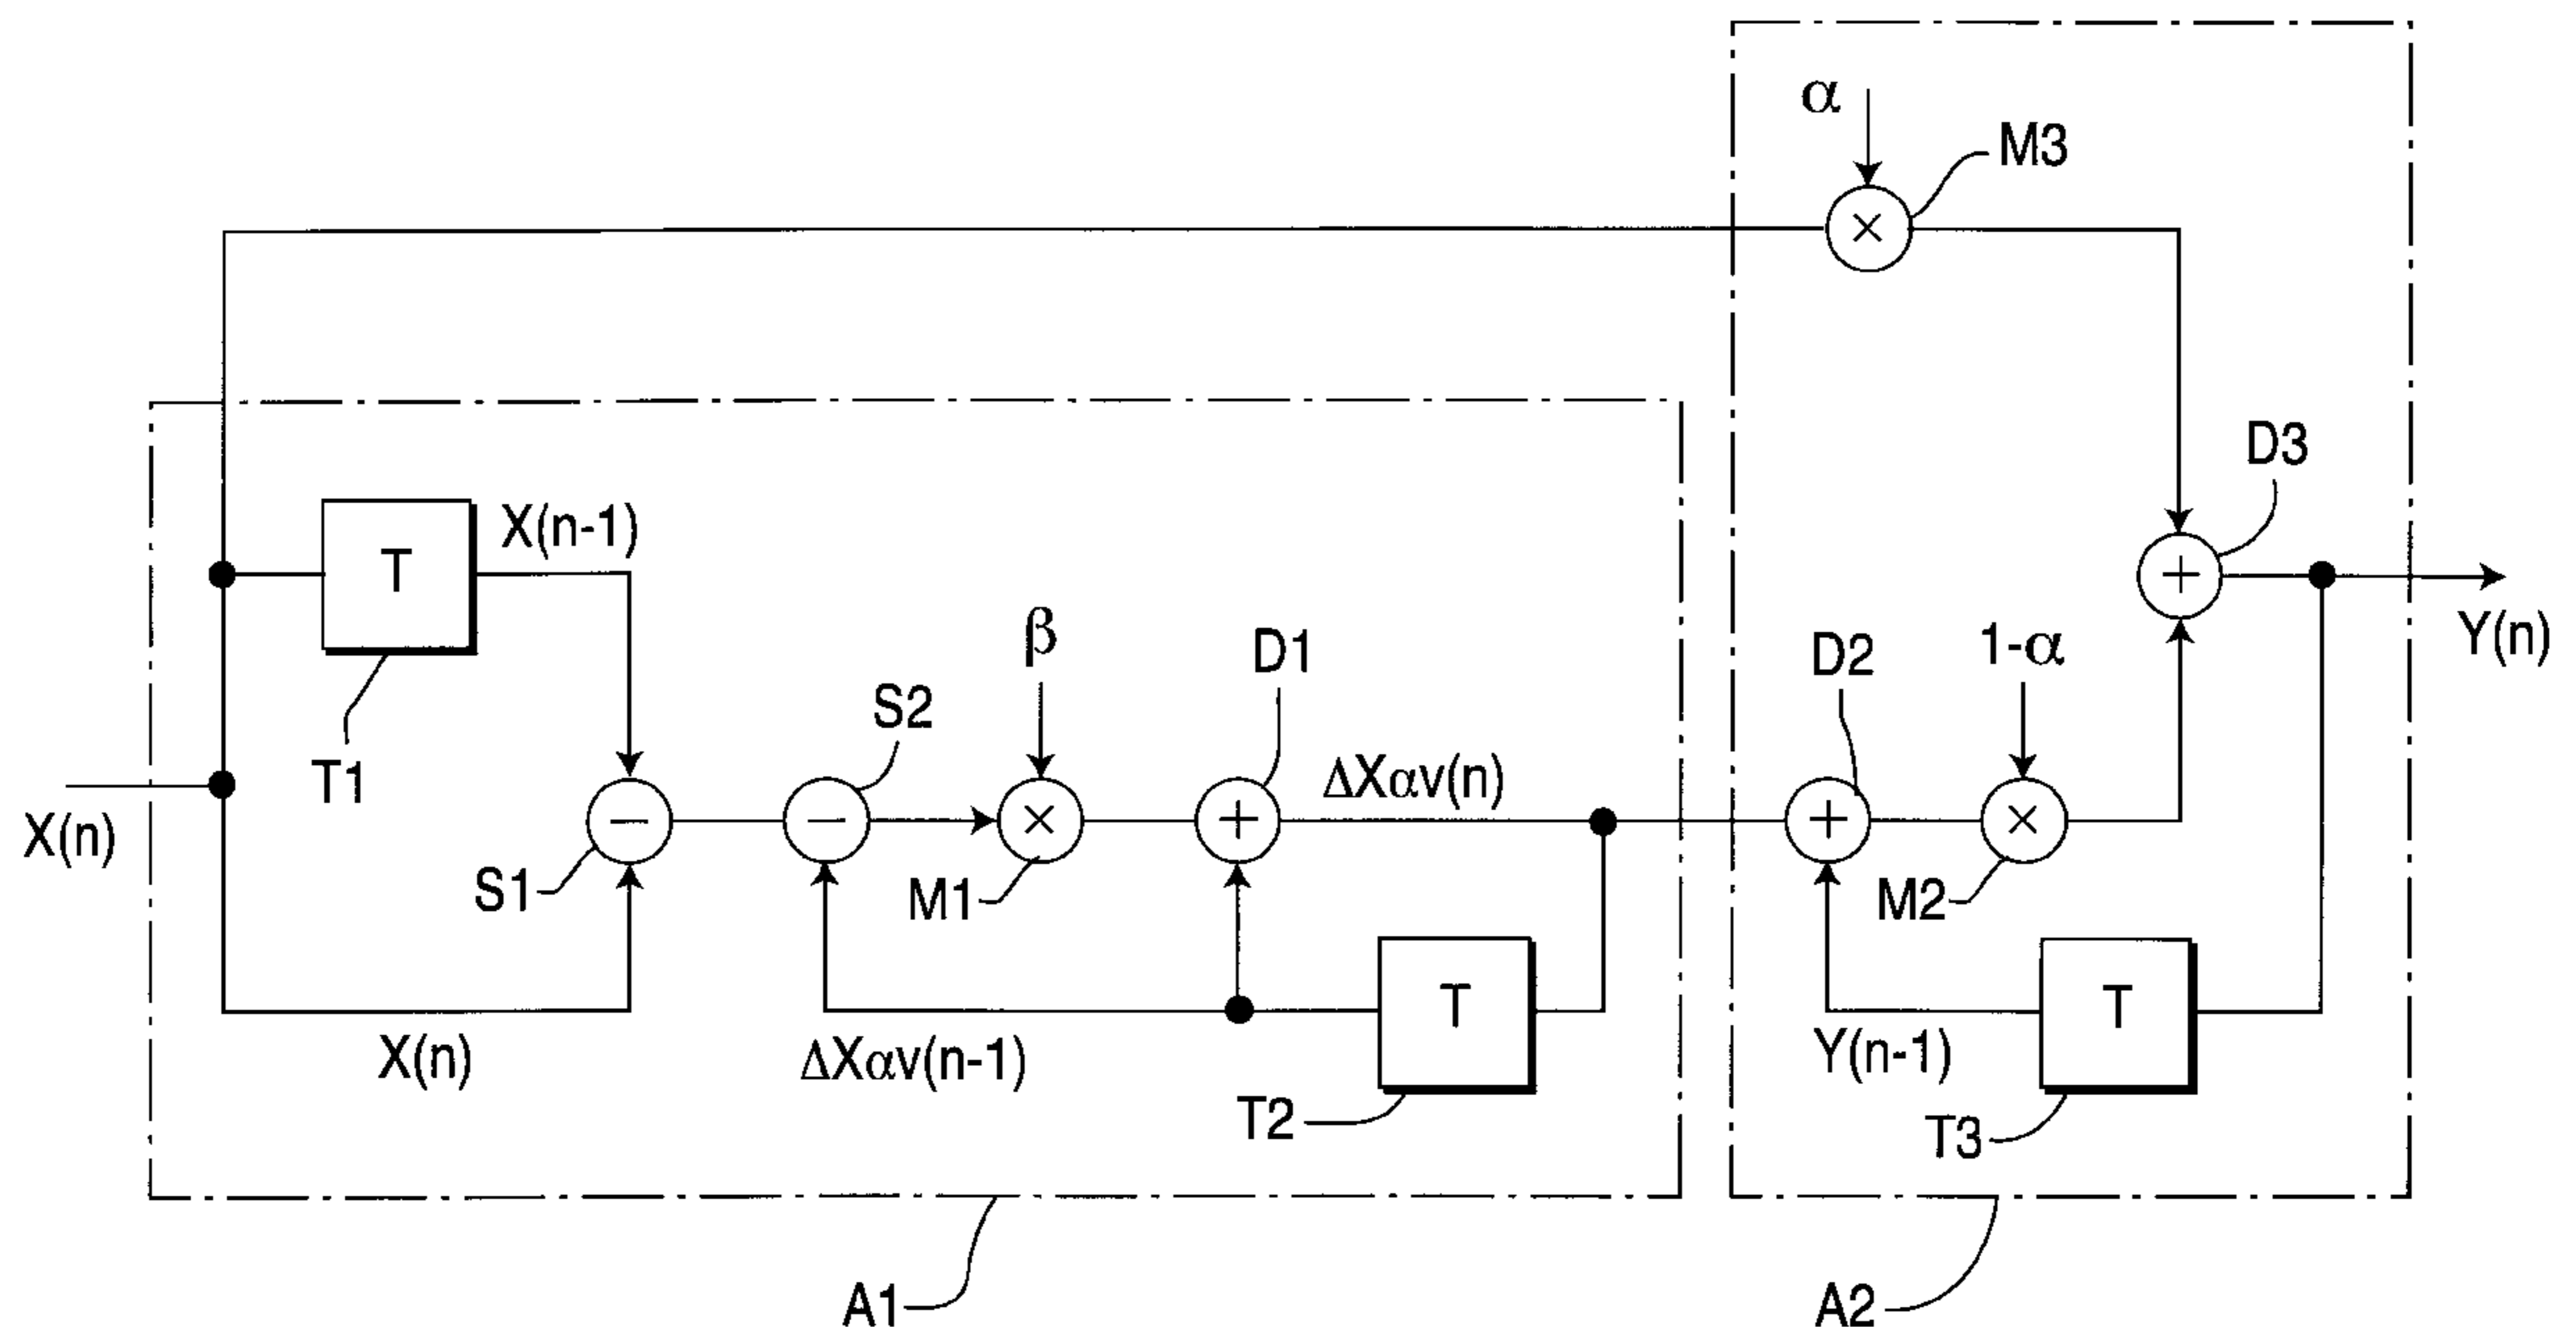 α
M3
×
D3
T
X(n-1)
+
Y(n)
β
D1
D2
1-α
S2
T1
ΔXαv(n)
X(n)
−
−
×
+
+
×
S1
M1
M2
T
T
X(n)
ΔXαv(n-1)
Y(n-1)
T2
T3
A1
A2